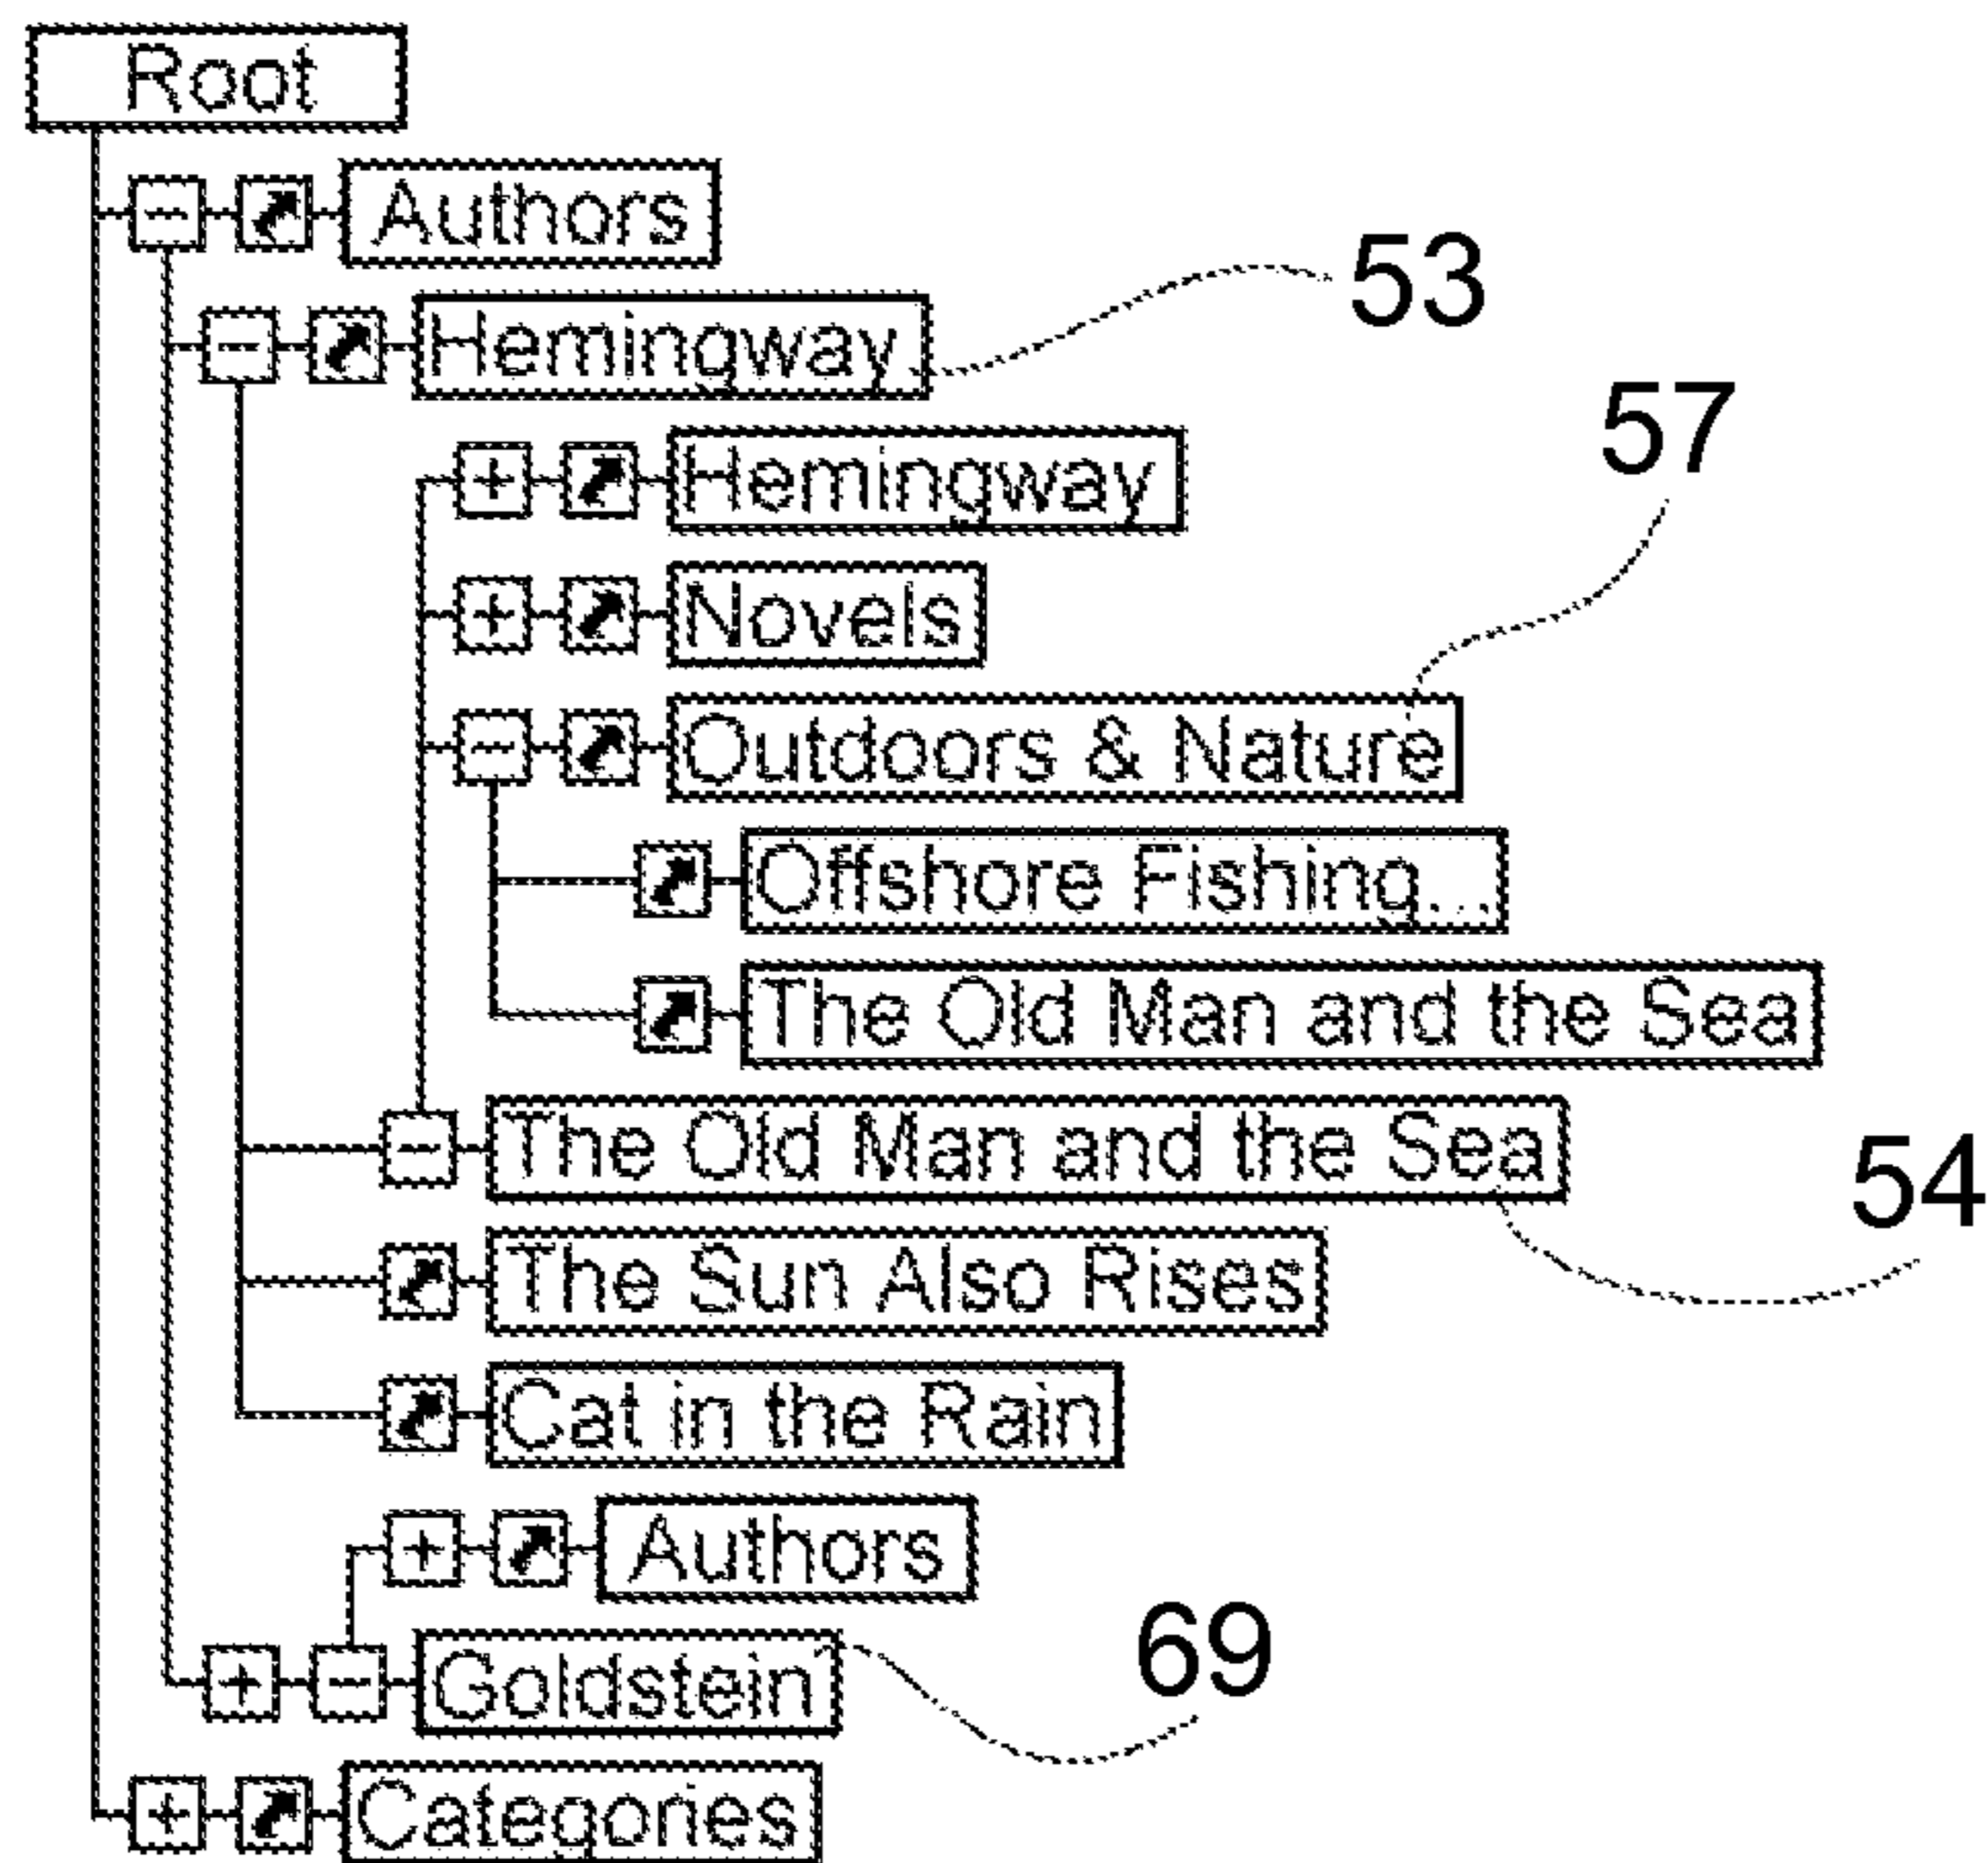 Root
Authors
Hemingway
53
Hemingway
57
Novels
Outdoors & Nature
Offshore Fishing...
The Old Man and the Sea
The Old Man and the Sea
54
The Sun Also Rises
Cat in the Rain
Authors
Goldstein
69
Categories